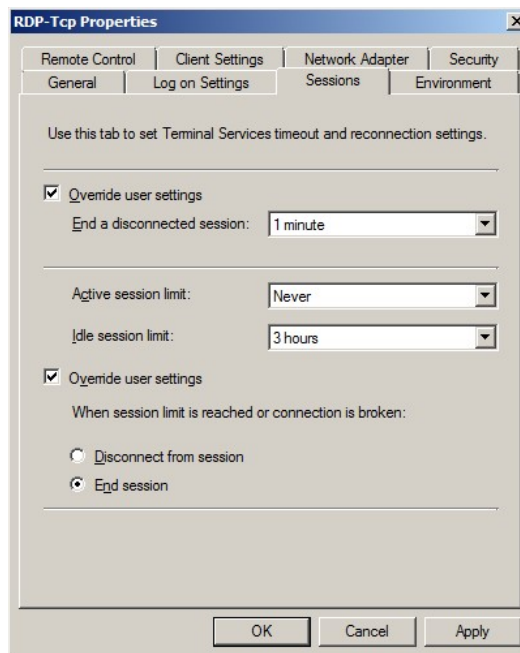 RDP-Tcp Properties
Remote Control Client Settings Network Adapter Security
General Log on Settings Sessions Environment
Use this tab to set Terminal Services timeout and reconnection settings.
Override user settings
End a disconnected session: 1 minute
Active session limit: Never
Idle session limit: 3 hours
Override user settings
When session limit is reached or connection is broken:
Disconnect from session
End session
OK Cancel Apply